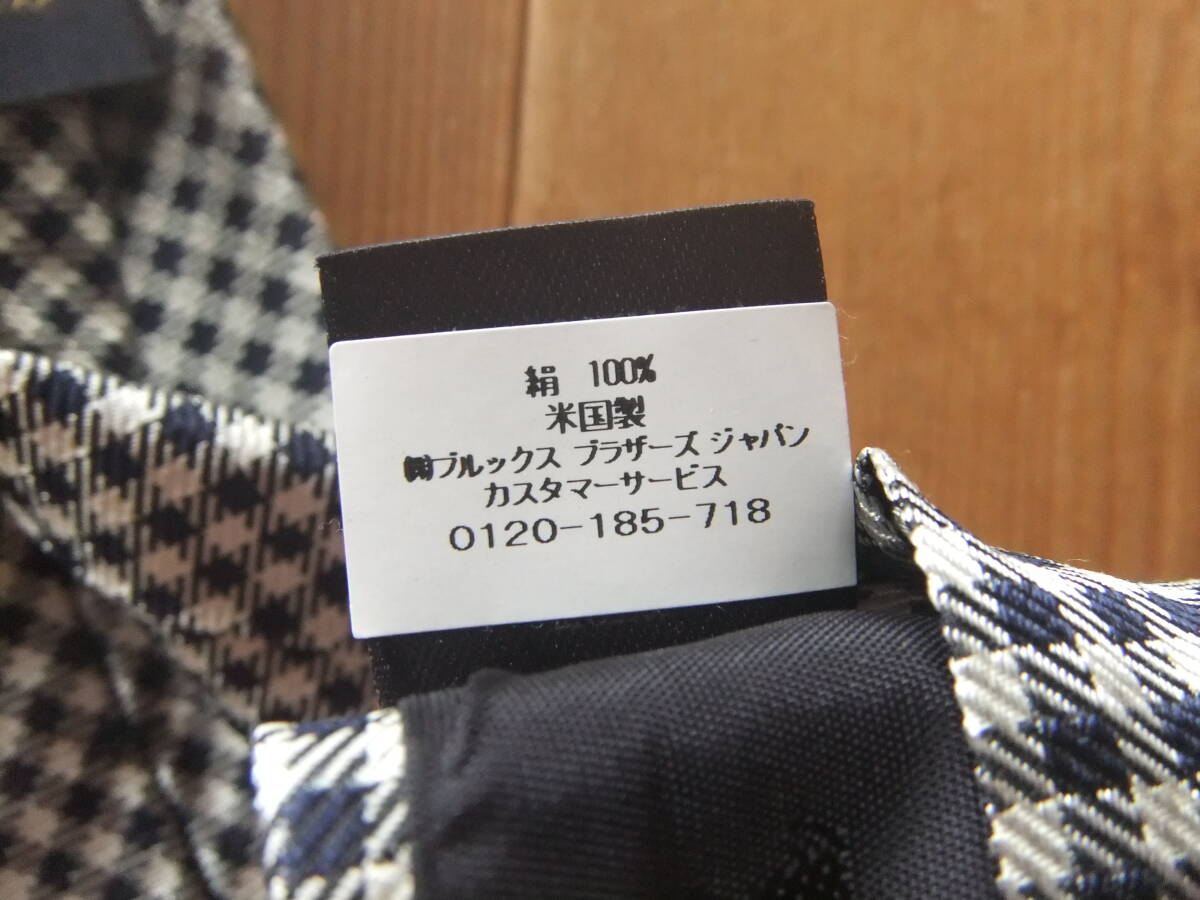 絹 100%
米国製
㈱ブルックス ブラザーズ ジャパン
カスタマーサービス
0120-185-718